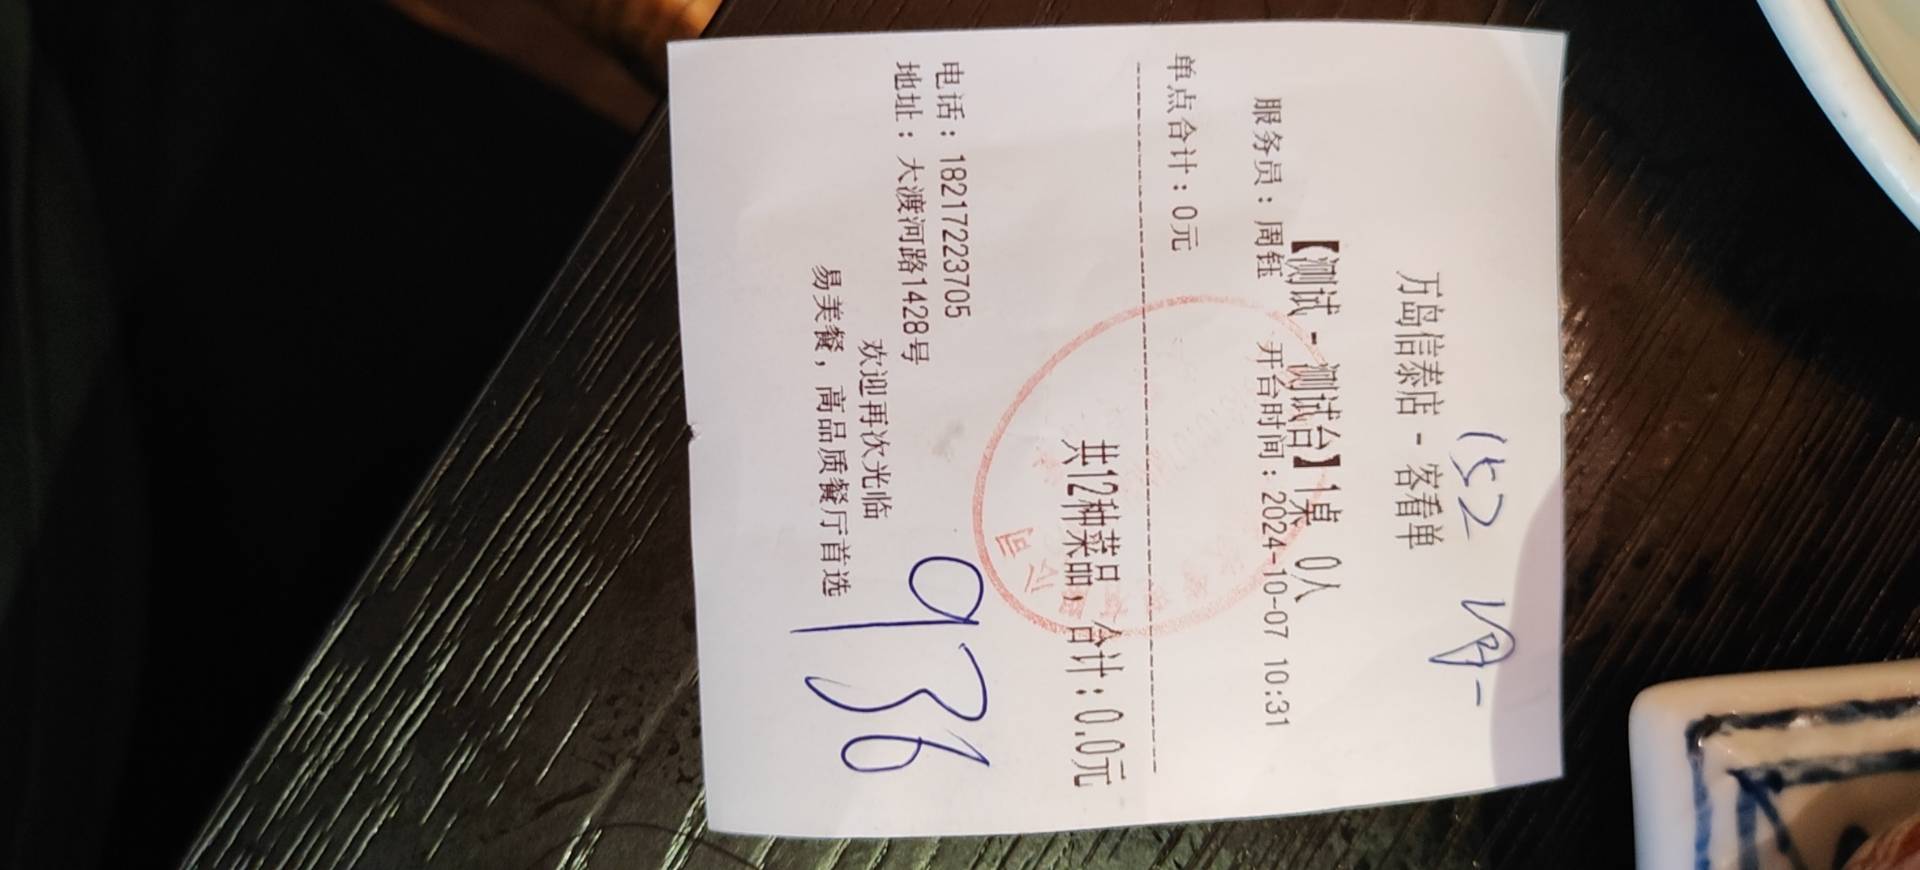 152
万岛信泰店 - 客看单
【测试 - 测试台】1桌 0人
服务员：周钰 开台时间：2024-10-07 10:31
单点合计：0元
共12种菜品，合计：0.0元
电话：18217223705
地址：大渡河路1428号
欢迎再次光临
易美餐，高品质餐厅首选
936